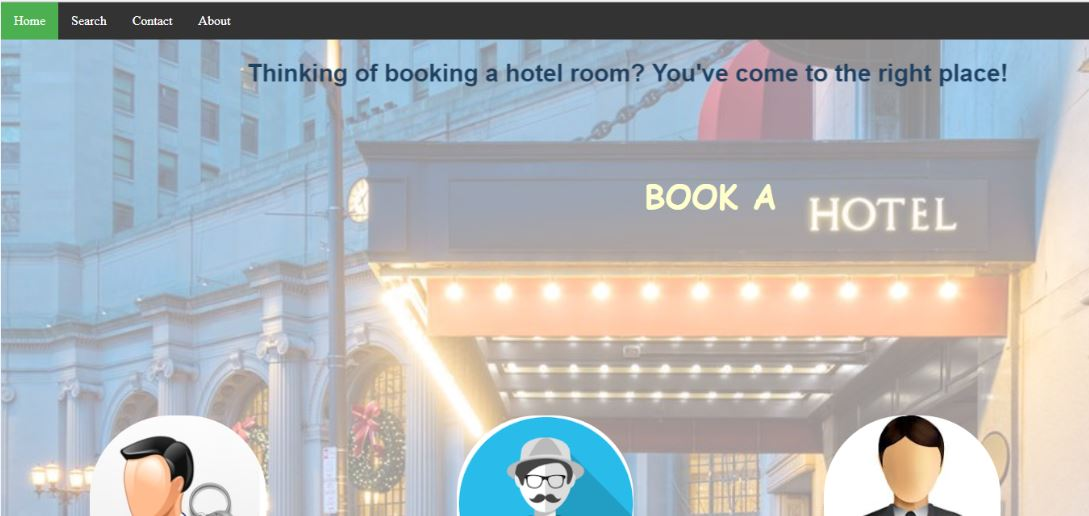 Home Search Contact About
Thinking of booking a hotel room? You've come to the right place!
BOOK A HOTEL